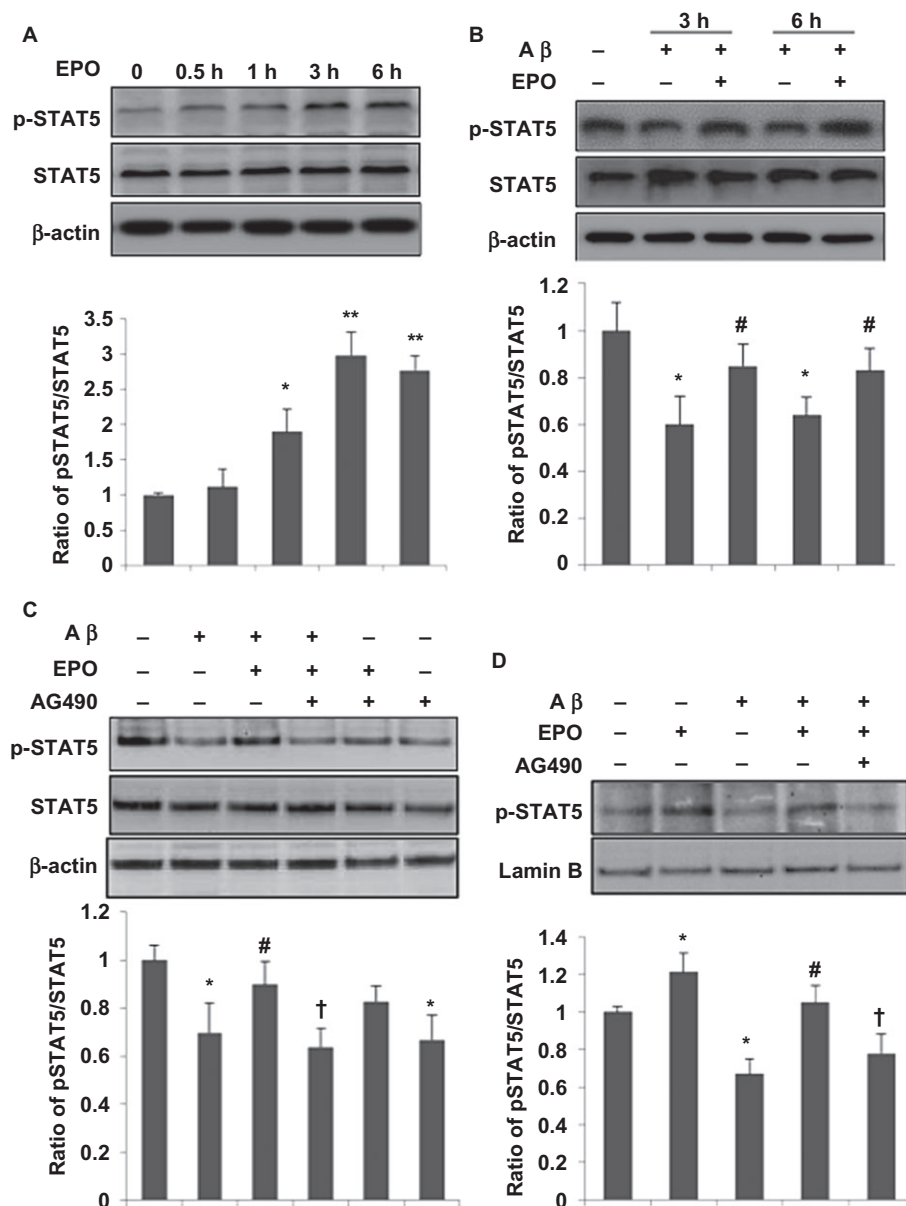 A
EPO 0 0.5 h 1 h 3 h 6 h
p-STAT5
STAT5
β-actin
Ratio of pSTAT5/STAT5
3.5
3
2.5
2
1.5
1
0.5
0
* ** **
B
3 h 6 h
A β – + + + +
EPO – – + – +
p-STAT5
STAT5
β-actin
Ratio of pSTAT5/STAT5
1.2
1
0.8
0.6
0.4
0.2
0
* # * #
C
A β – + + + – –
EPO – – + + + –
AG490 – – – + + +
p-STAT5
STAT5
β-actin
Ratio of pSTAT5/STAT5
1.2
1
0.8
0.6
0.4
0.2
0
* # † *
D
A β – – + + +
EPO – + – + +
AG490 – – – – +
p-STAT5
Lamin B
Ratio of pSTAT5/STAT5
1.4
1.2
1
0.8
0.6
0.4
0.2
0
* * # †